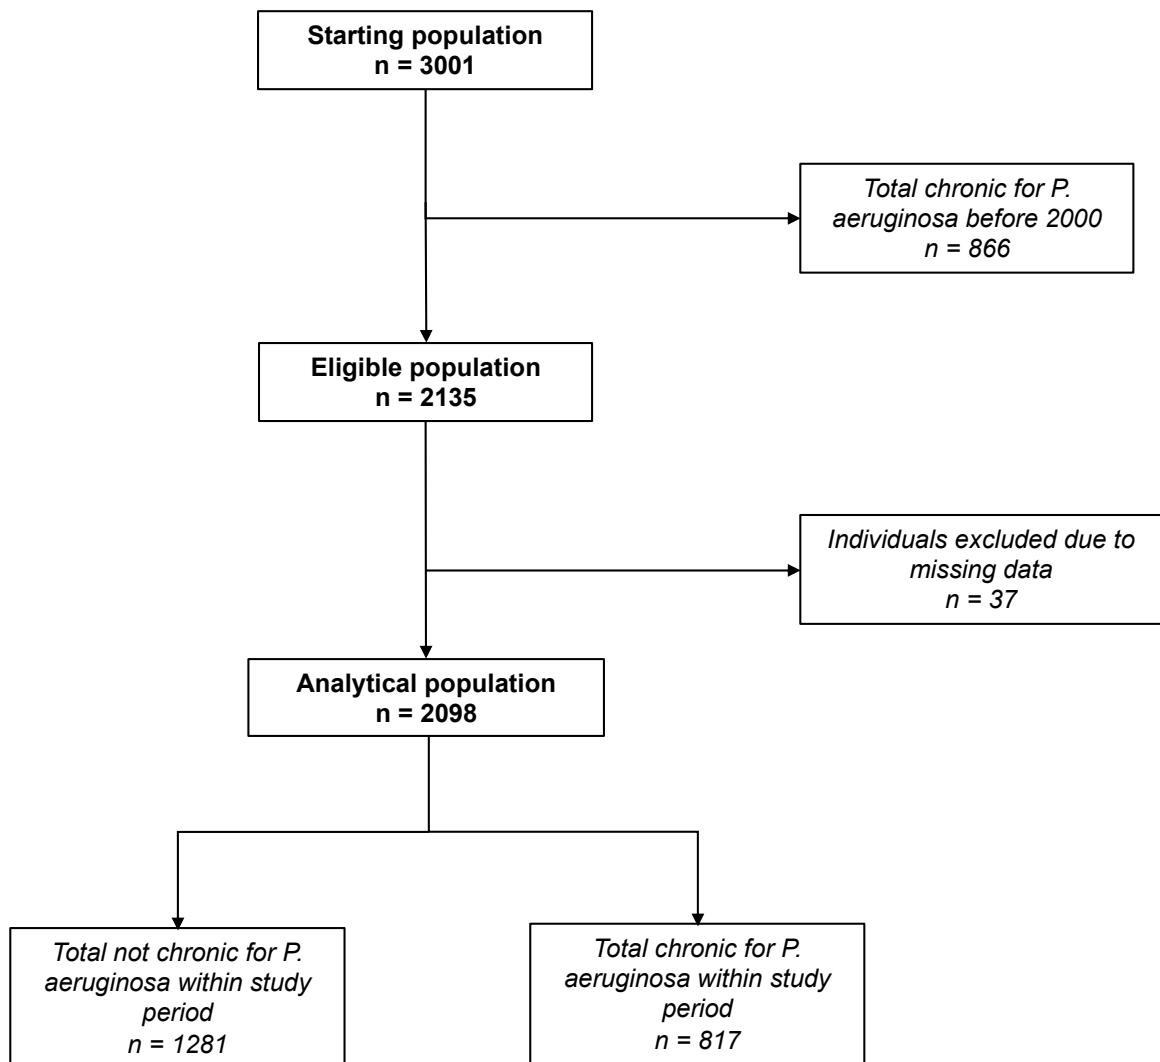 Starting population
n = 3001
Total chronic for P.
aeruginosa before 2000
n = 866
Eligible population
n = 2135
Individuals excluded due to
missing data
n = 37
Analytical population
n = 2098
Total not chronic for P.
aeruginosa within study
period
n = 1281
Total chronic for P.
aeruginosa within study
period
n = 817